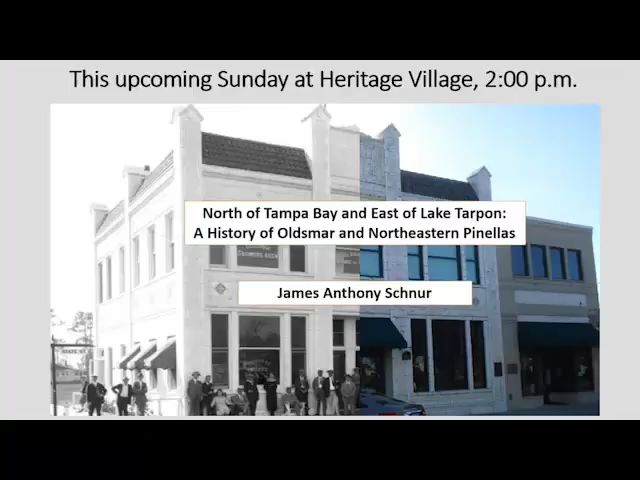 This upcoming Sunday at Heritage Village, 2:00 p.m.
North of Tampa Bay and East of Lake Tarpon:
A History of Oldsmar and Northeastern Pinellas
James Anthony Schnur